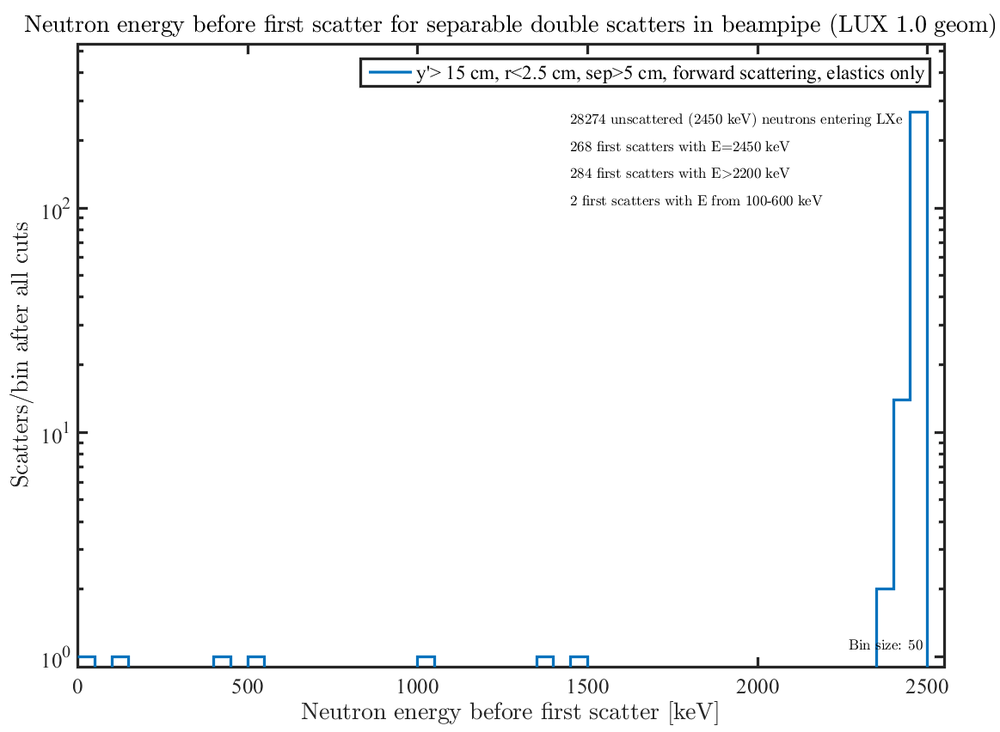 Neutron energy before first scatter for separable double scatters in beampipe (LUX 1.0 geom)
y'> 15 cm, r<2.5 cm, sep>5 cm, forward scattering, elastics only
28274 unscattered (2450 keV) neutrons entering LXe
268 first scatters with E=2450 keV
284 first scatters with E>2200 keV
2 first scatters with E from 100-600 keV
Scatters/bin after all cuts
10^2
10^1
10^0
Bin size: 50
0 500 1000 1500 2000 2500
Neutron energy before first scatter [keV]